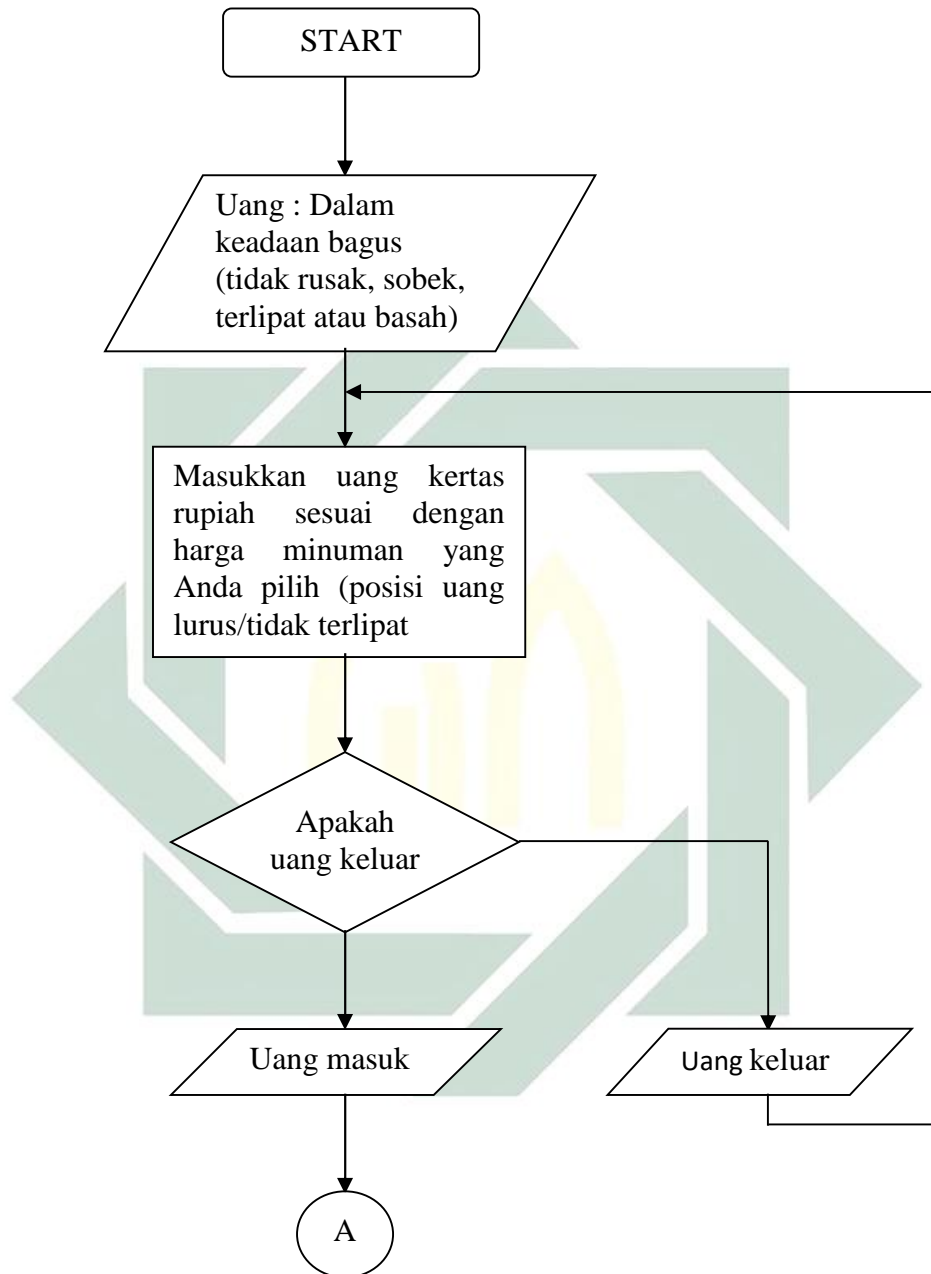 START
Uang : Dalam
keadaan bagus
(tidak rusak, sobek,
terlipat atau basah)
Masukkan uang kertas
rupiah sesuai dengan
harga minuman yang
Anda pilih (posisi uang
lurus/tidak terlipat
Apakah
uang keluar
Uang masuk
Uang keluar
A